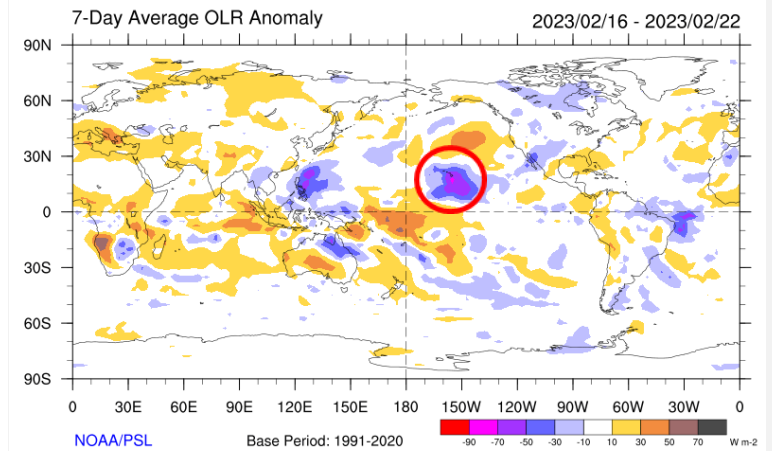 7-Day Average OLR Anomaly 2023/02/16 - 2023/02/22
90N
60N
30N
0
30S
60S
90S
0 30E 60E 90E 120E 150E 180 150W 120W 90W 60W 30W 0
NOAA/PSL Base Period: 1991-2020
-90 -70 -50 -30 -10 10 30 50 70 W m-2